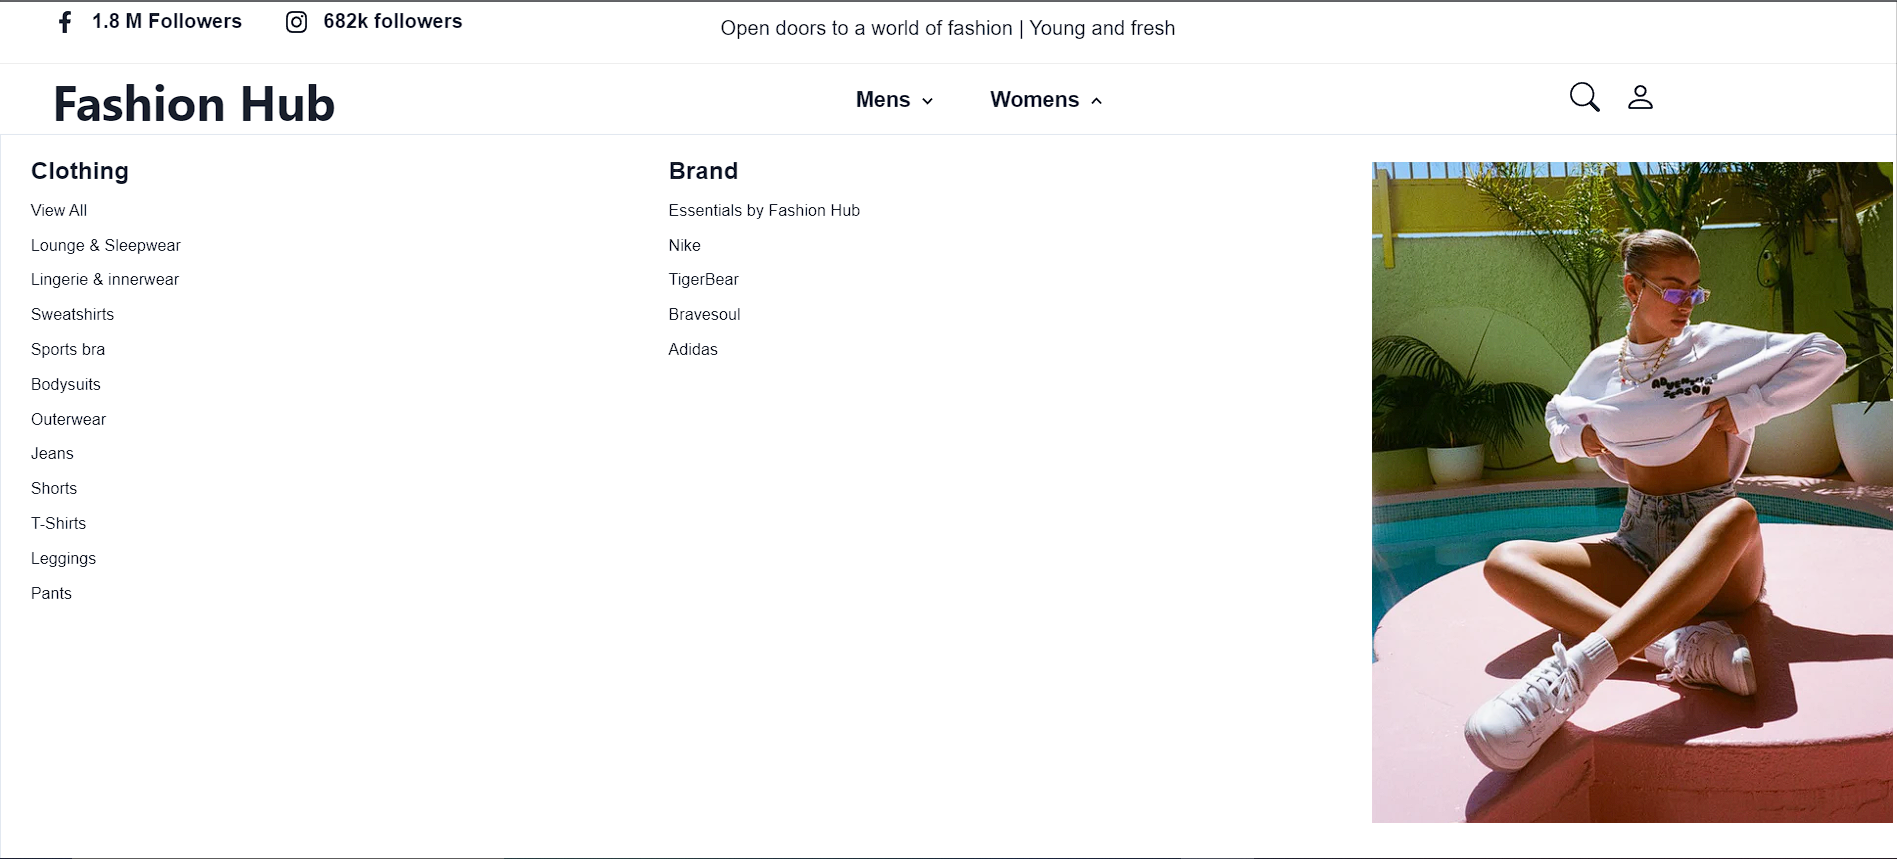 1.8 M Followers
682k followers
Open doors to a world of fashion | Young and fresh
Fashion Hub
Mens
Womens
Clothing
View All
Lounge & Sleepwear
Lingerie & innerwear
Sweatshirts
Sports bra
Bodysuits
Outerwear
Jeans
Shorts
T-Shirts
Leggings
Pants
Brand
Essentials by Fashion Hub
Nike
TigerBear
Bravesoul
Adidas
SEASON